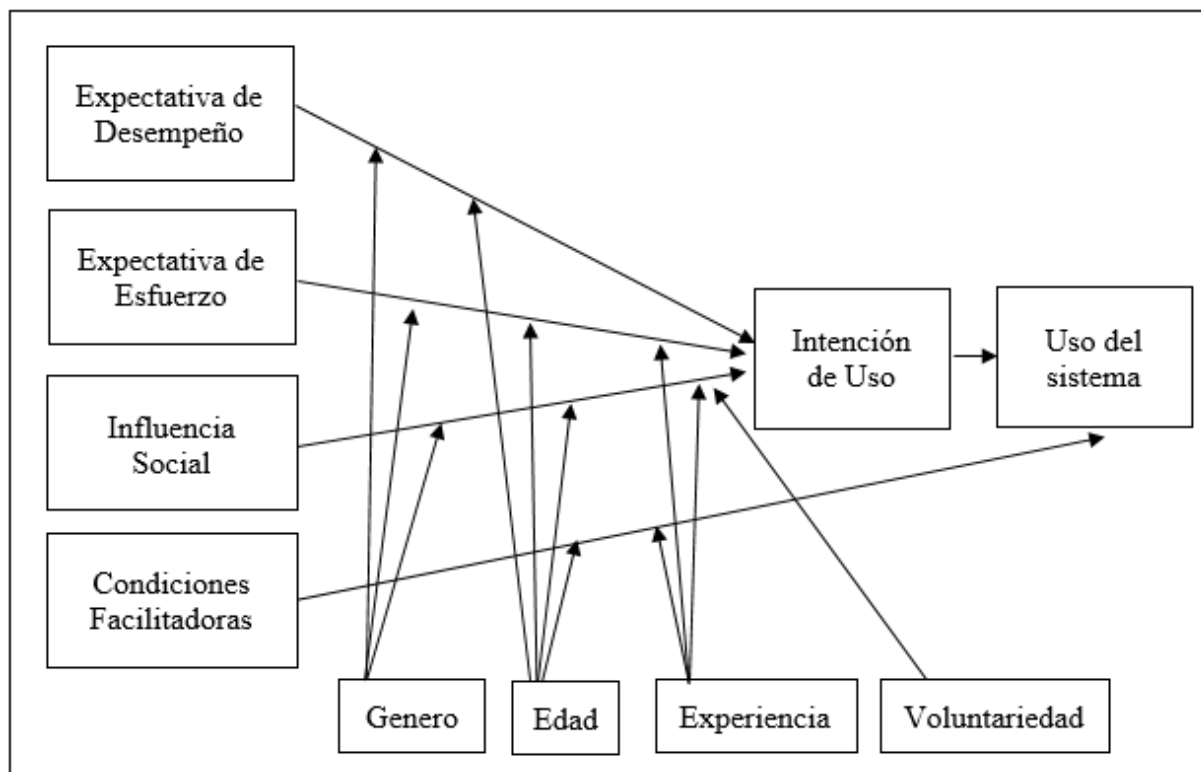 Expectativa de
Desempeño
Expectativa de
Esfuerzo
Influencia
Social
Condiciones
Facilitadoras
Intención
de Uso
Uso del
sistema
Genero
Edad
Experiencia
Voluntariedad